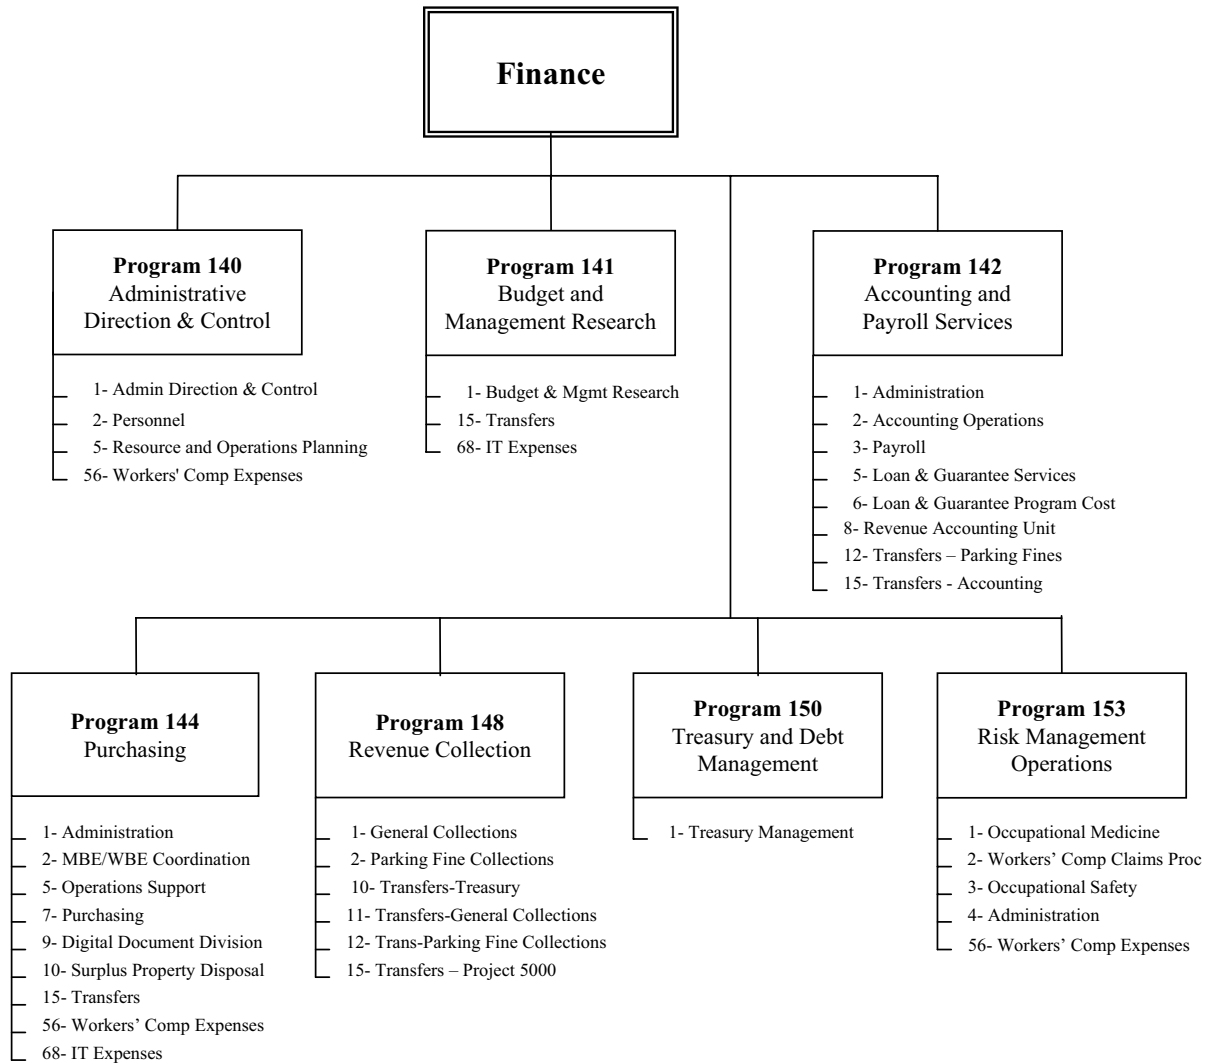 Finance
Program 140
Administrative
Direction & Control
1- Admin Direction & Control
2- Personnel
5- Resource and Operations Planning
56- Workers' Comp Expenses
Program 141
Budget and
Management Research
1- Budget & Mgmt Research
15- Transfers
68- IT Expenses
Program 142
Accounting and
Payroll Services
1- Administration
2- Accounting Operations
3- Payroll
5- Loan & Guarantee Services
6- Loan & Guarantee Program Cost
8- Revenue Accounting Unit
12- Transfers – Parking Fines
15- Transfers - Accounting
Program 144
Purchasing
1- Administration
2- MBE/WBE Coordination
5- Operations Support
7- Purchasing
9- Digital Document Division
10- Surplus Property Disposal
15- Transfers
56- Workers’ Comp Expenses
68- IT Expenses
Program 148
Revenue Collection
1- General Collections
2- Parking Fine Collections
10- Transfers-Treasury
11- Transfers-General Collections
12- Trans-Parking Fine Collections
15- Transfers – Project 5000
Program 150
Treasury and Debt
Management
1- Treasury Management
Program 153
Risk Management
Operations
1- Occupational Medicine
2- Workers’ Comp Claims Proc
3- Occupational Safety
4- Administration
56- Workers’ Comp Expenses